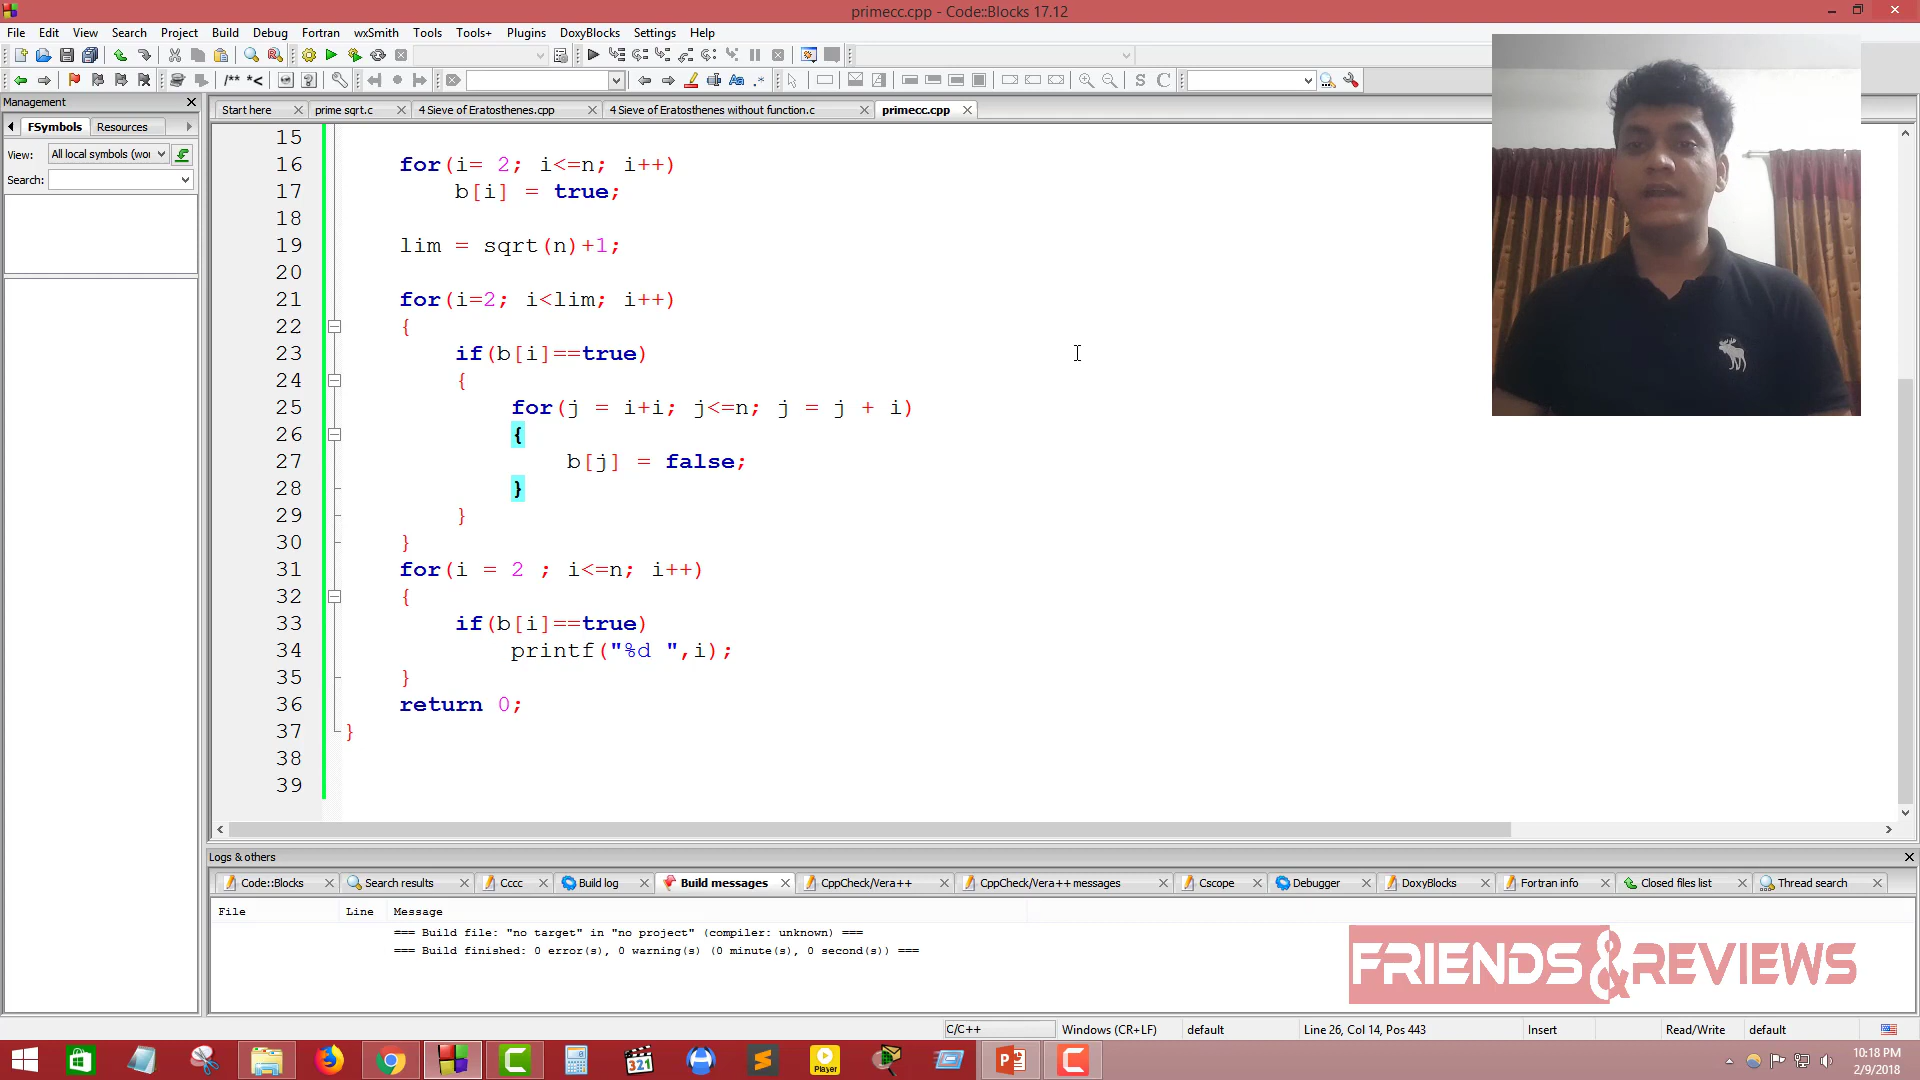 primecc.cpp - Code::Blocks 17.12
File Edit View Search Project Build Debug Fortran wxSmith Tools Tools+ Plugins DoxyBlocks Settings Help
/** *<
Aa .* S C
Management
Start here prime sqrt.c 4 Sieve of Eratosthenes.cpp 4 Sieve of Eratosthenes without function.c primecc.cpp
FSymbols Resources
View: All local symbols (wor
Search:
15
16 for(i= 2; i<=n; i++)
17 b[i] = true;
18
19 lim = sqrt(n)+1;
20
21 for(i=2; i<lim; i++)
22 {
23 if(b[i]==true)
24 {
25 for(j = i+i; j<=n; j = j + i)
26 {
27 b[j] = false;
28 }
29 }
30 }
31 for(i = 2 ; i<=n; i++)
32 {
33 if(b[i]==true)
34 printf("%d ",i);
35 }
36 return 0;
37 }
38
39
Logs & others
Code::Blocks Search results Cccc Build log Build messages CppCheck/Vera++ CppCheck/Vera++ messages Cscope Debugger DoxyBlocks Fortran info Closed files list Thread search
File Line Message
=== Build file: "no target" in "no project" (compiler: unknown) ===
=== Build finished: 0 error(s), 0 warning(s) (0 minute(s), 0 second(s)) ===
FRIENDS&REVIEWS
C/C++ Windows (CR+LF) default Line 26, Col 14, Pos 443 Insert Read/Write default
321
Player
10:18 PM
2/9/2018